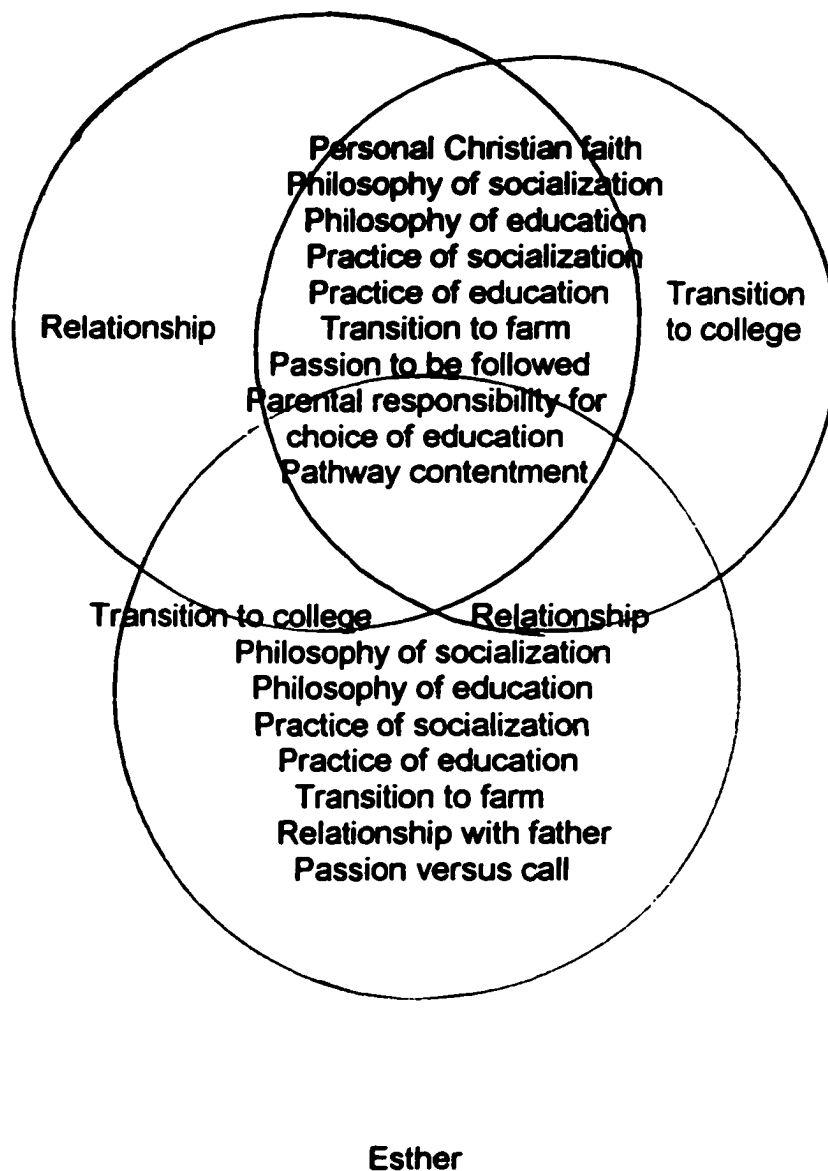 Personal Christian faith
Philosophy of socialization
Philosophy of education
Practice of socialization
Practice of education
Transition to farm
Passion to be followed
Parental responsibility for
choice of education
Pathway contentment
Relationship
Transition
to college
Transition to college
Relationship
Philosophy of socialization
Philosophy of education
Practice of socialization
Practice of education
Transition to farm
Relationship with father
Passion versus call
Esther